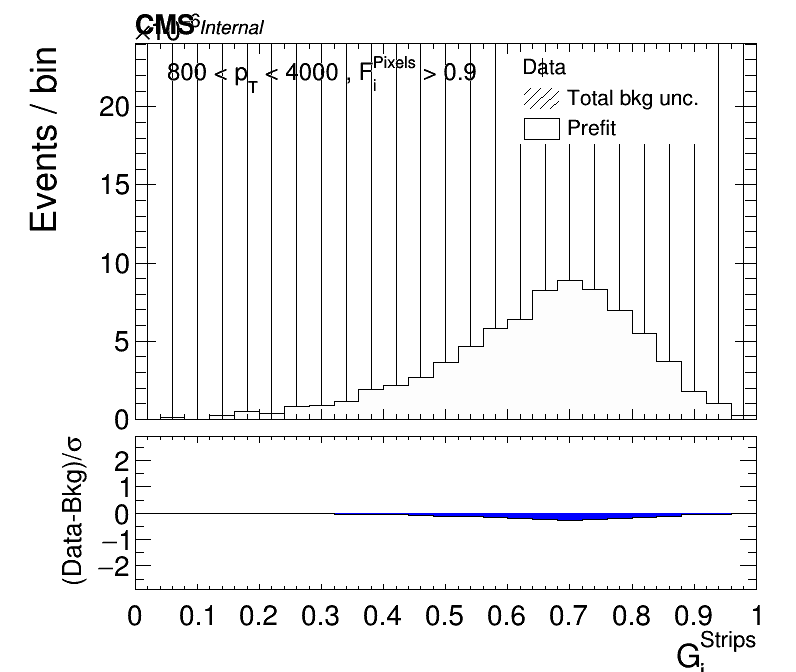 CMS Internal
×10⁻⁶
800 < p_T < 4000 , F_i^Pixels > 0.9
Data
Total bkg unc.
Prefit
Events / bin
20
15
10
5
0
(Data-Bkg)/σ
2
1
0
−1
−2
0 0.1 0.2 0.3 0.4 0.5 0.6 0.7 0.8 0.9 1
G_i^Strips